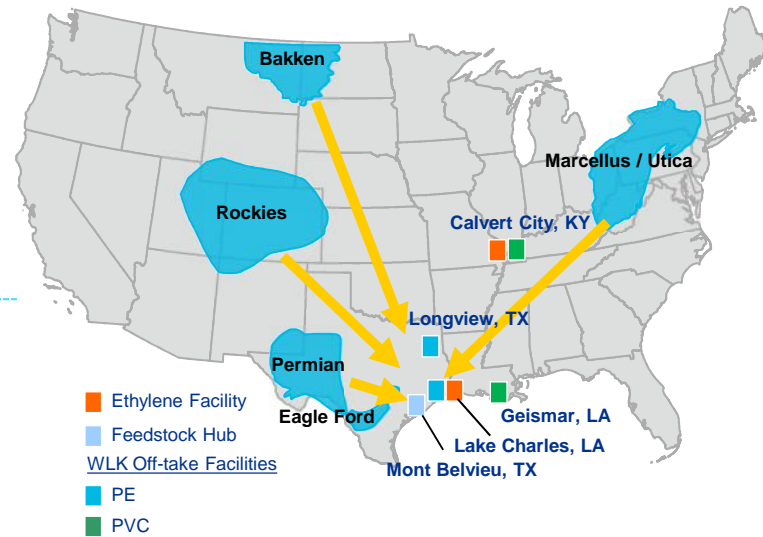 Bakken
Marcellus / Utica
Rockies
Calvert City, KY
Longview, TX
Permian
Eagle Ford
Geismar, LA
Lake Charles, LA
Mont Belvieu, TX
Ethylene Facility
Feedstock Hub
WLK Off-take Facilities
PE
PVC